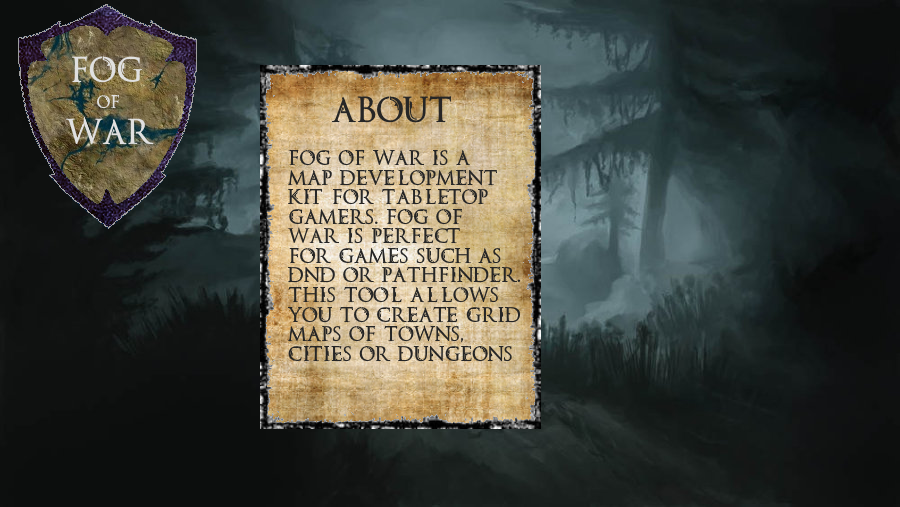 FOG
OF
WAR
ABOUT
FOG OF WAR IS A
MAP DEVELOPMENT
KIT FOR TABLETOP
GAMERS. FOG OF
WAR IS PERFECT
FOR GAMES SUCH AS
DND OR PATHFINDER.
THIS TOOL ALLOWS
YOU TO CREATE GRID
MAPS OF TOWNS,
CITIES OR DUNGEONS